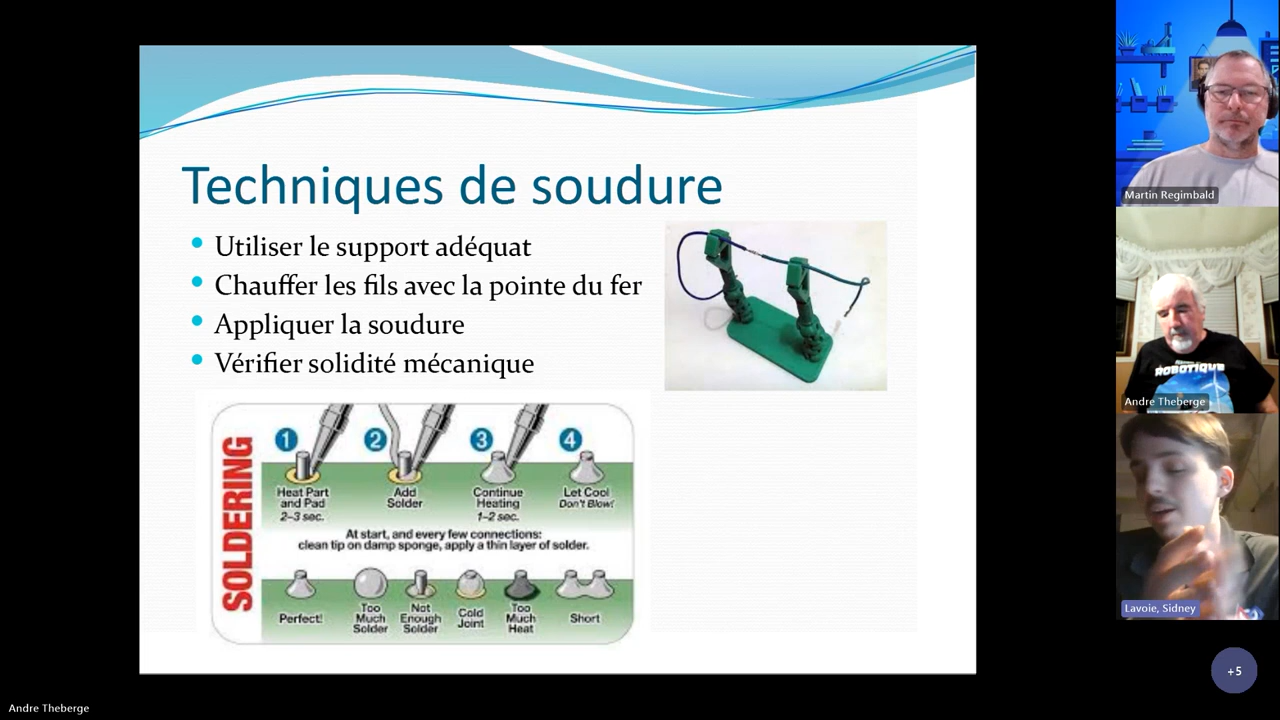 Techniques de soudure
Utiliser le support adéquat
Chauffer les fils avec la pointe du fer
Appliquer la soudure
Vérifier solidité mécanique
SOLDERING
1
2
3
4
Heat Part
and Pad
2–3 sec.
Add
Solder
Continue
Heating
1–2 sec.
Let Cool
Don't Blow!
At start, and every few connections:
clean tip on damp sponge, apply a thin layer of solder.
Perfect!
Too
Much
Solder
Not
Enough
Solder
Cold
Joint
Too
Much
Heat
Short
Martin Regimbald
ROBOTIQUE
Andre Theberge
Lavoie, Sidney
+5
Andre Theberge